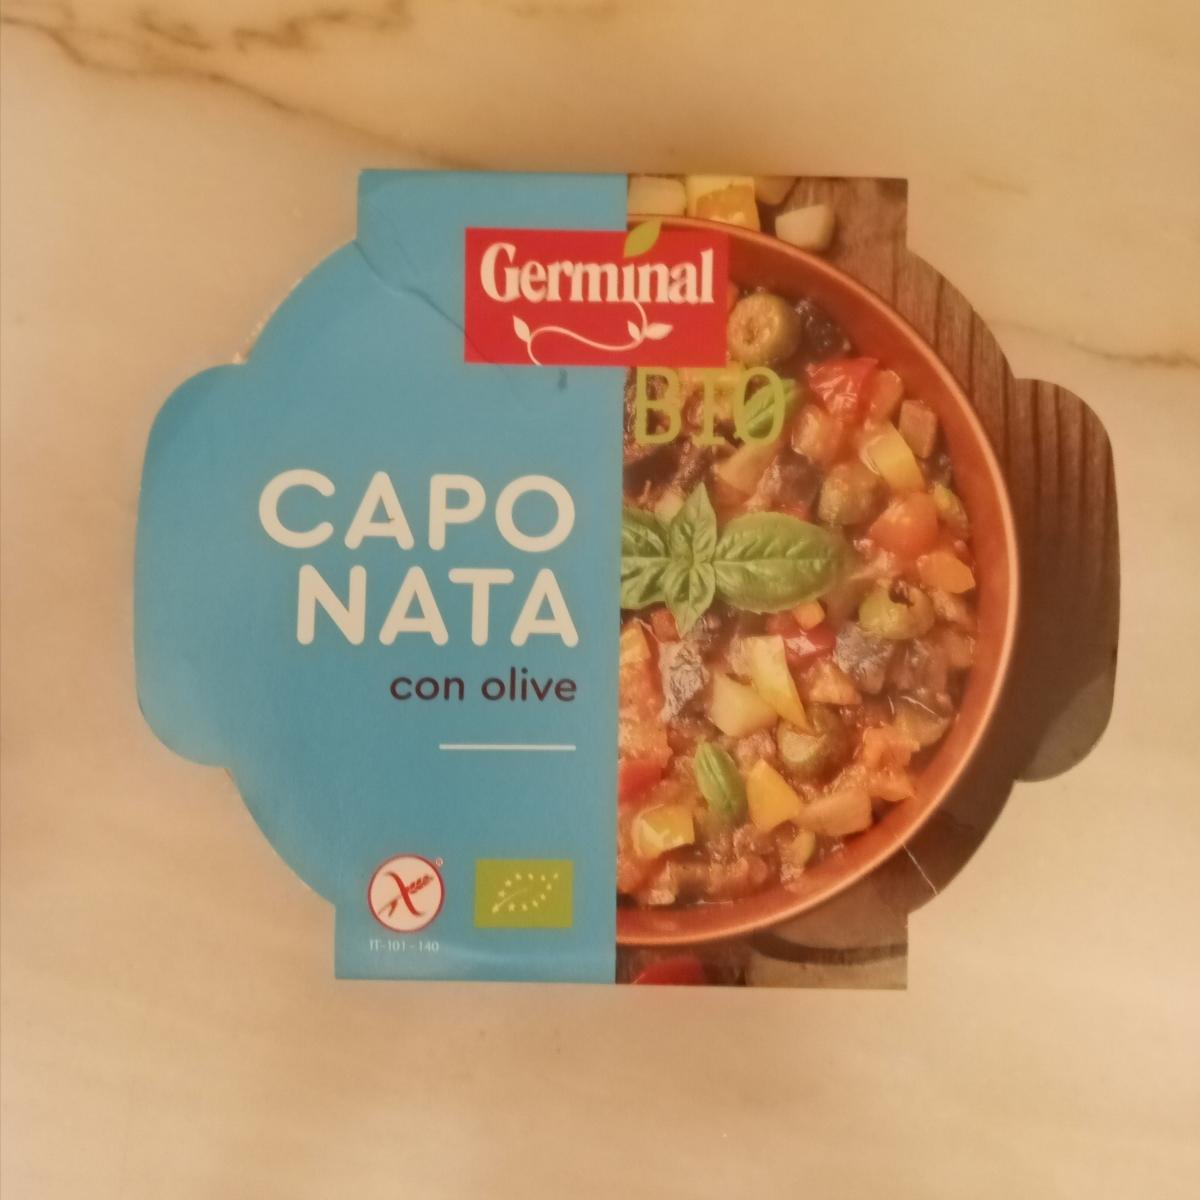 Germinal
BIO
CAPO
NATA
con olive
®
IT-101-140